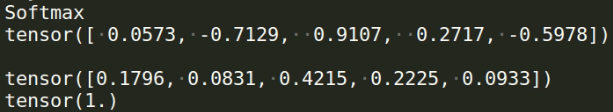 Softmax
tensor([ 0.0573, -0.7129,  0.9107,  0.2717, -0.5978])
tensor([0.1796, 0.0831, 0.4215, 0.2225, 0.0933])
tensor(1.)